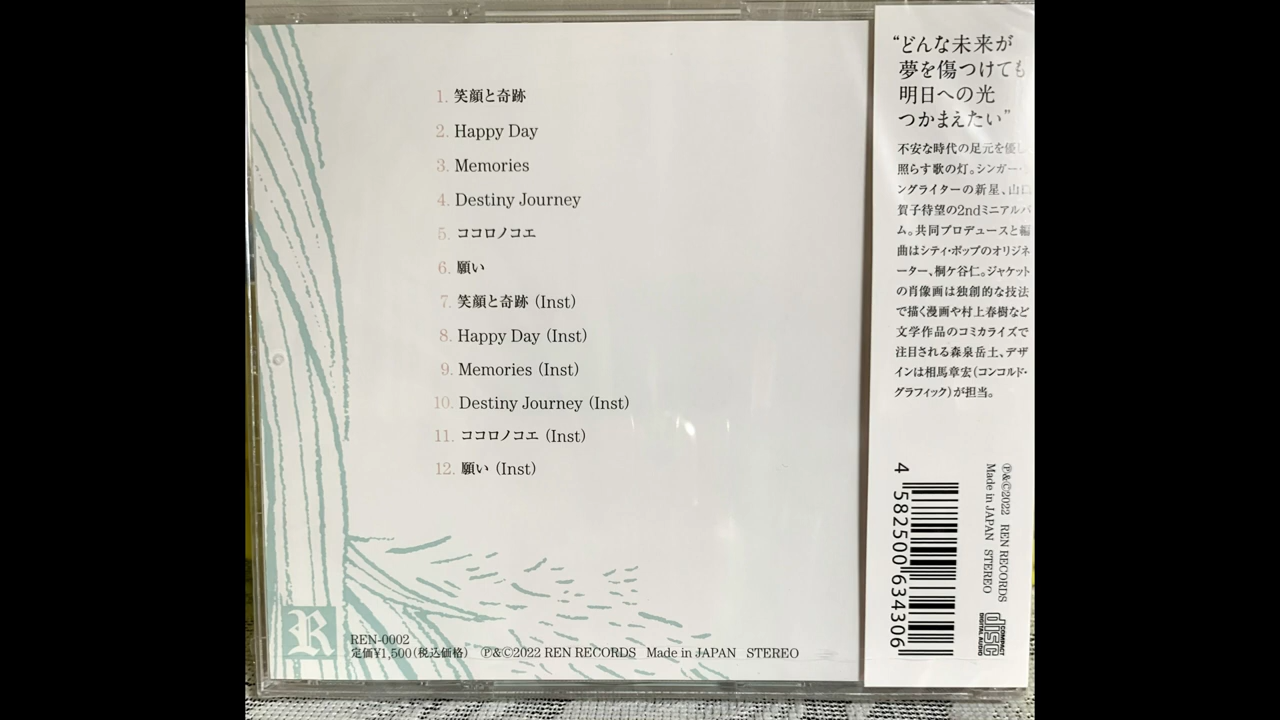 1. 笑顔と奇跡
2. Happy Day
3. Memories
4. Destiny Journey
5. ココロノコエ
6. 願い
7. 笑顔と奇跡 (Inst)
8. Happy Day (Inst)
9. Memories (Inst)
10. Destiny Journey (Inst)
11. ココロノコエ (Inst)
12. 願い (Inst)
R
REN-0002
定価¥1,500(税込価格) Ⓟ&©2022 REN RECORDS Made in JAPAN STEREO
“どんな未来が
夢を傷つけても
明日への光
つかまえたい”
不安な時代の足元を優し
照らす歌の灯。シンガー・
ングライターの新星、山口
賀子待望の2ndミニアルバ
ム。共同プロデュースと編
曲はシティ・ポップのオリジネ
ーター、桐ケ谷仁。ジャケット
の肖像画は独創的な技法
で描く漫画や村上春樹など
文学作品のコミカライズで
注目される森泉岳土、デザ
インは相馬章宏(コンコルド・
グラフィック)が担当。
Ⓟ&©2022 REN RECORDS
Made in JAPAN STEREO
COMPACT
disc
DIGITAL AUDIO
4 582500 634306